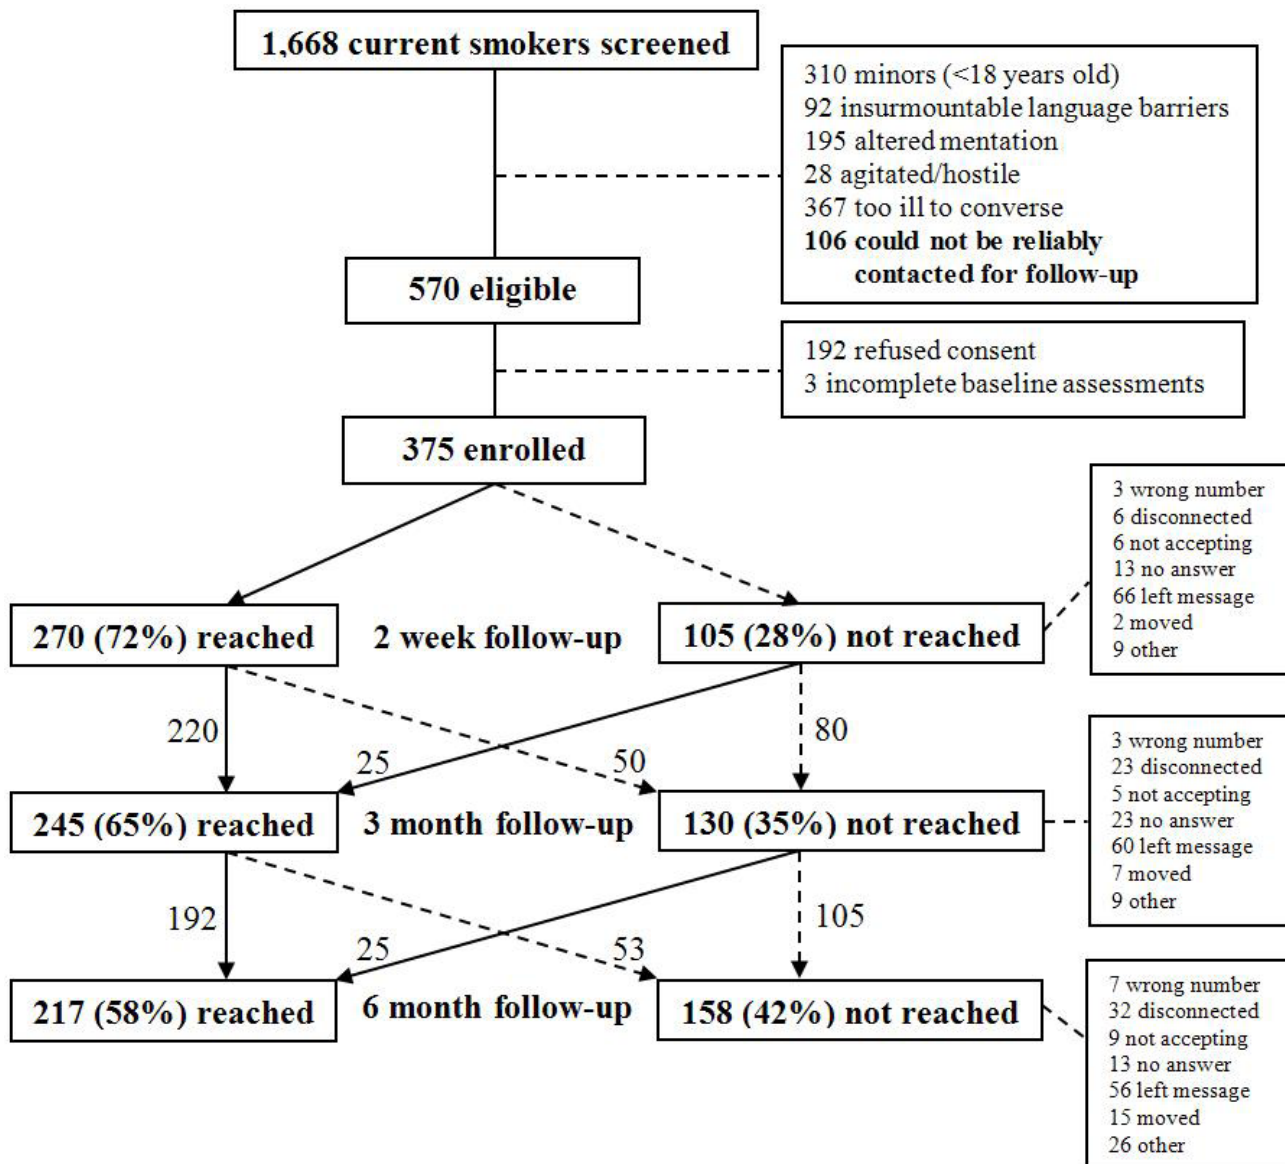 1,668 current smokers screened
310 minors (<18 years old)
92 insurmountable language barriers
195 altered mentation
28 agitated/hostile
367 too ill to converse
106 could not be reliably
contacted for follow-up
570 eligible
192 refused consent
3 incomplete baseline assessments
375 enrolled
3 wrong number
6 disconnected
6 not accepting
13 no answer
66 left message
2 moved
9 other
270 (72%) reached
2 week follow-up
105 (28%) not reached
220
25
50
80
3 wrong number
23 disconnected
5 not accepting
23 no answer
60 left message
7 moved
9 other
245 (65%) reached
3 month follow-up
130 (35%) not reached
192
25
53
105
7 wrong number
32 disconnected
9 not accepting
13 no answer
56 left message
15 moved
26 other
217 (58%) reached
6 month follow-up
158 (42%) not reached